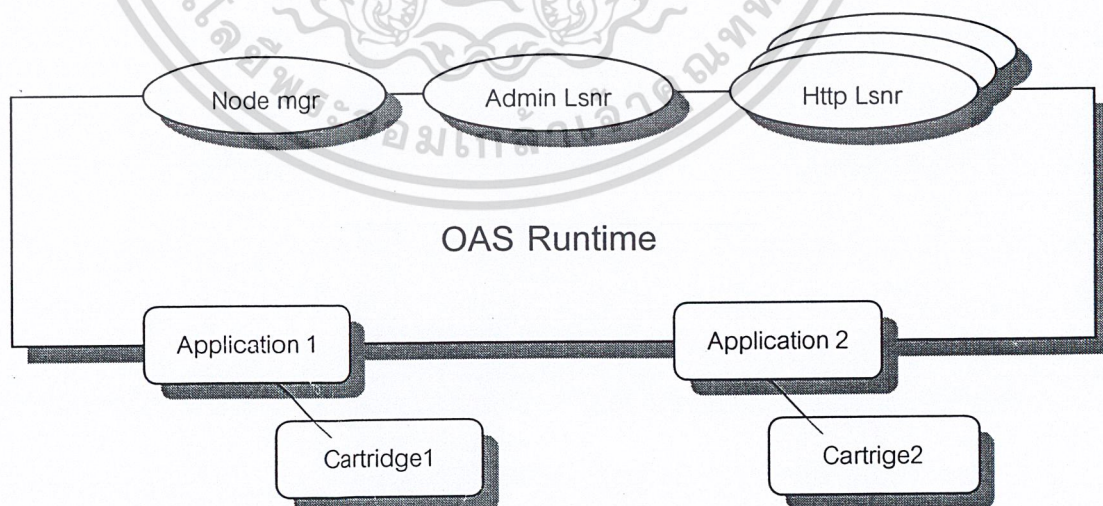 Node mgr
Admin Lsnr
Http Lsnr
OAS Runtime
Application 1
Application 2
Cartridge1
Cartrige2